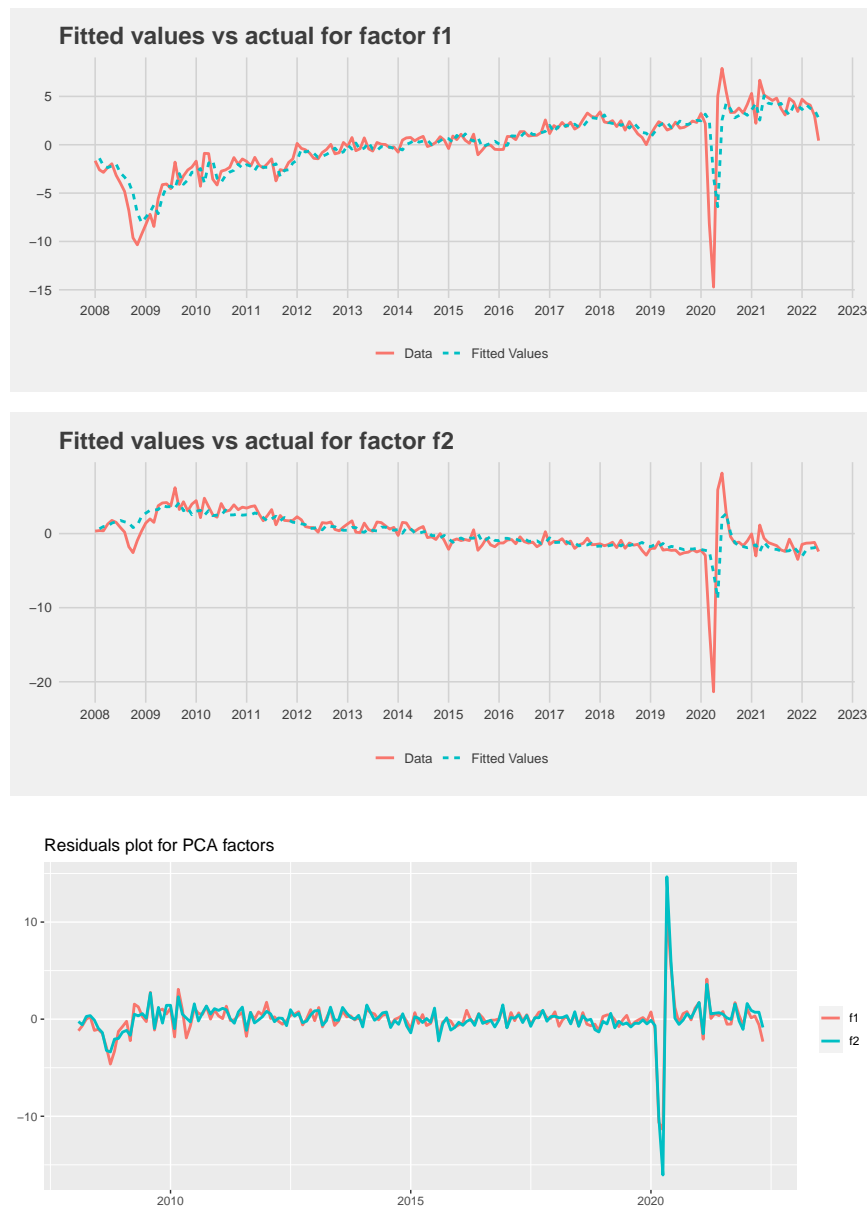 Fitted values vs actual for factor f1
5
0
−5
−10
−15
2008 2009 2010 2011 2012 2013 2014 2015 2016 2017 2018 2019 2020 2021 2022 2023
Data Fitted Values
Fitted values vs actual for factor f2
0
−10
−20
2008 2009 2010 2011 2012 2013 2014 2015 2016 2017 2018 2019 2020 2021 2022 2023
Data Fitted Values
Residuals plot for PCA factors
10
0
−10
2010 2015 2020
f1
f2